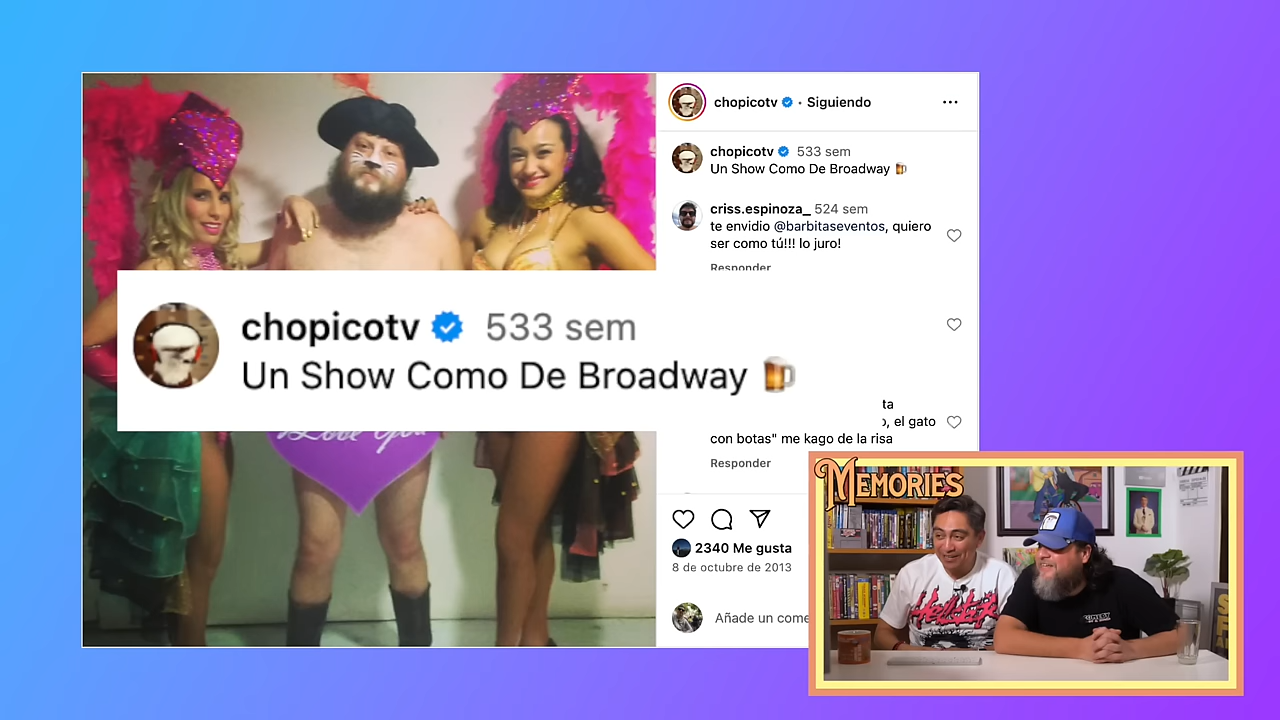 chopicotv • Siguiendo
chopicotv 533 sem
Un Show Como De Broadway 🍺
criss.espinoza_ 524 sem
te envidio @barbitaseventos, quiero
ser como tú!!! lo juro!
Responder
chopicotv 533 sem
Un Show Como De Broadway 🍺
Love You
ta
o, el gato
con botas" me kago de la risa
Responder
2340 Me gusta
8 de octubre de 2013
Añade un come
MEMORIES